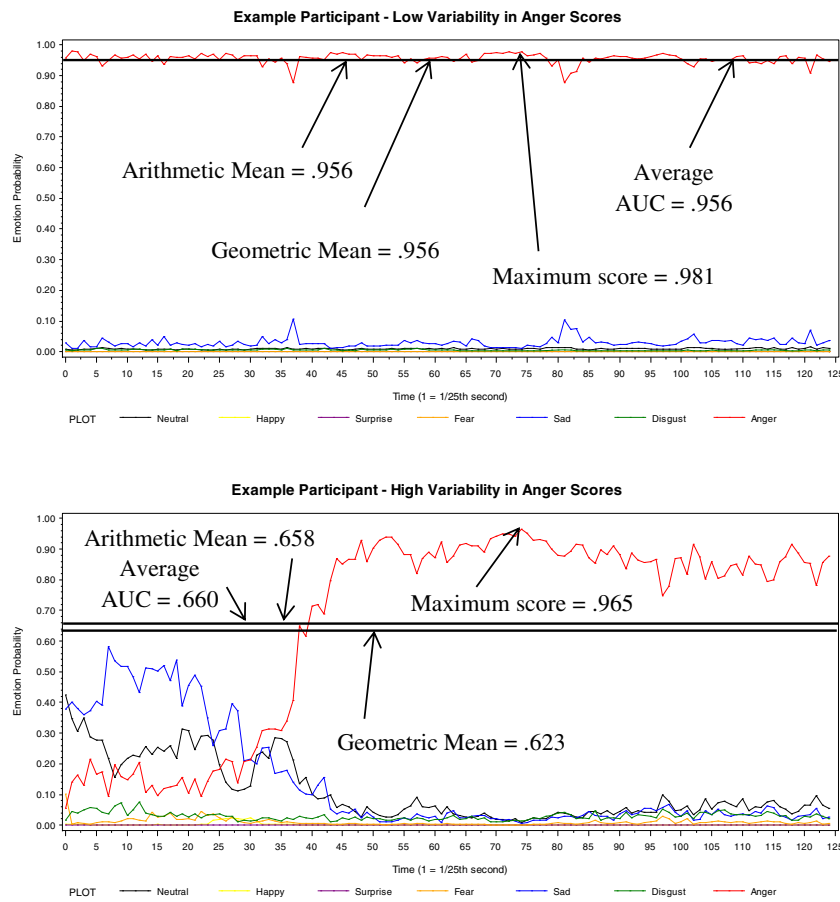 Example Participant - Low Variability in Anger Scores
1.00
0.90
0.80
0.70
0.60
0.50
0.40
0.30
0.20
0.10
0.00
Emotion Probability
Arithmetic Mean = .956
Average
AUC = .956
Geometric Mean = .956
Maximum score = .981
0 5 10 15 20 25 30 35 40 45 50 55 60 65 70 75 80 85 90 95 100 105 110 115 120 125
Time (1 = 1/25th second)
PLOT Neutral Happy Surprise Fear Sad Disgust Anger
Example Participant - High Variability in Anger Scores
1.00
0.90
0.80
0.70
0.60
0.50
0.40
0.30
0.20
0.10
0.00
Emotion Probability
Arithmetic Mean = .658
Average
AUC = .660
Maximum score = .965
Geometric Mean = .623
0 5 10 15 20 25 30 35 40 45 50 55 60 65 70 75 80 85 90 95 100 105 110 115 120 125
Time (1 = 1/25th second)
PLOT Neutral Happy Surprise Fear Sad Disgust Anger